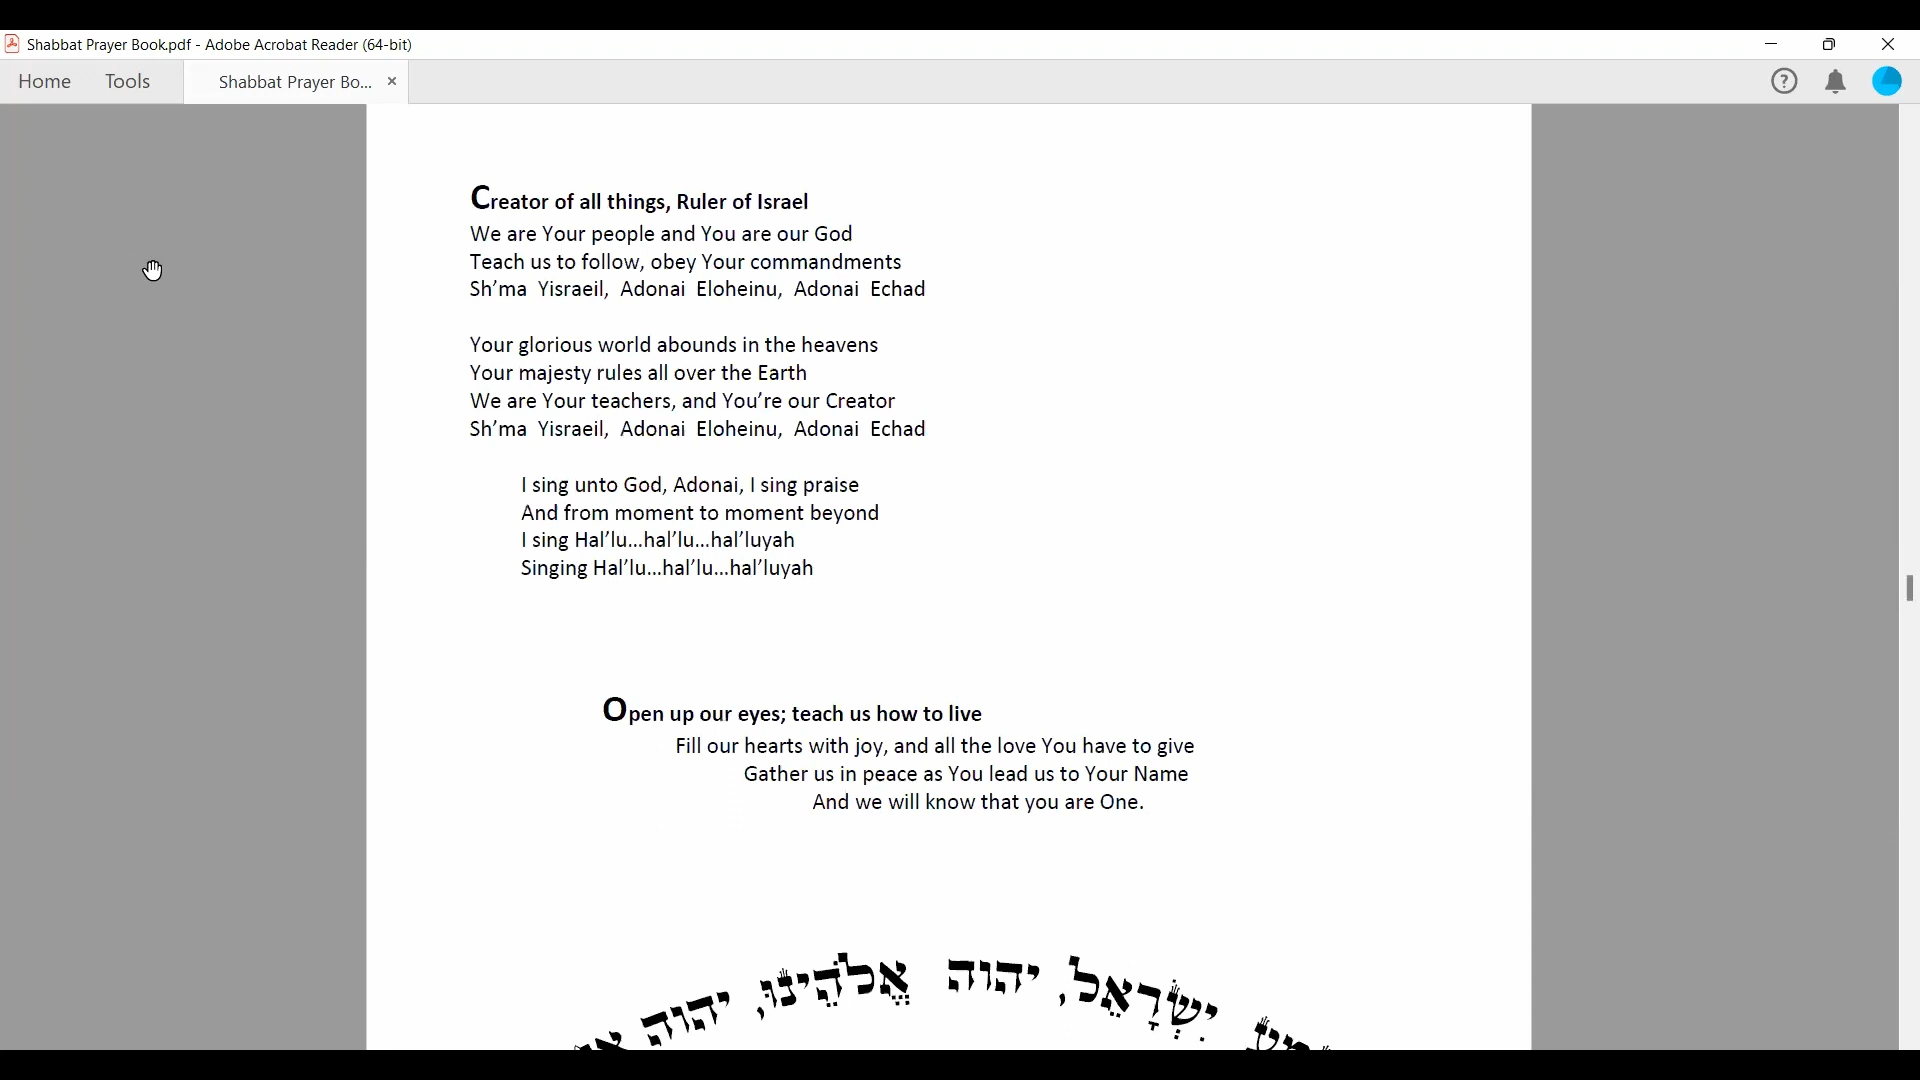 Shabbat Prayer Book.pdf - Adobe Acrobat Reader (64-bit)
Home Tools Shabbat Prayer Bo... ×
Creator of all things, Ruler of Israel
We are Your people and You are our God
Teach us to follow, obey Your commandments
Sh’ma Yisraeil, Adonai Eloheinu, Adonai Echad
Your glorious world abounds in the heavens
Your majesty rules all over the Earth
We are Your teachers, and You’re our Creator
Sh’ma Yisraeil, Adonai Eloheinu, Adonai Echad
I sing unto God, Adonai, I sing praise
And from moment to moment beyond
I sing Hal’lu...hal’lu...hal’luyah
Singing Hal’lu...hal’lu...hal’luyah
Open up our eyes; teach us how to live
Fill our hearts with joy, and all the love You have to give
Gather us in peace as You lead us to Your Name
And we will know that you are One.
יִשְׂרָאֵל, יהוה אֱלֹהֵינוּ, יהוה